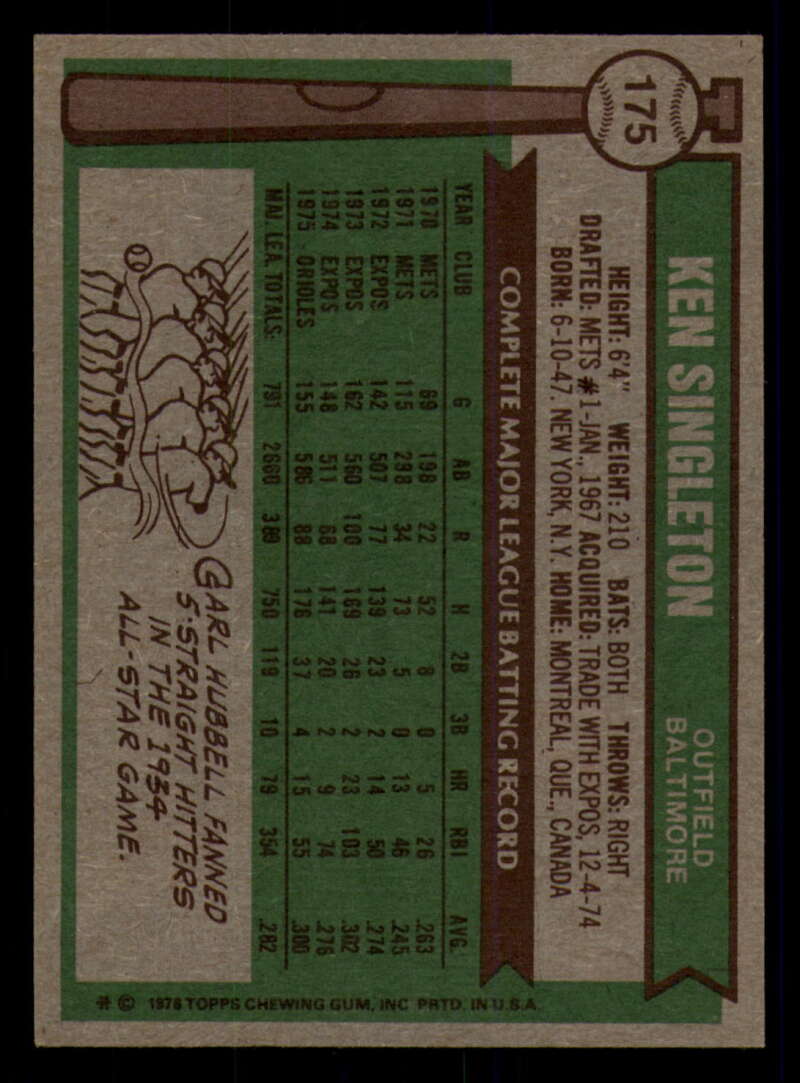 175
KEN SINGLETON
OUTFIELD
BALTIMORE
HEIGHT: 6'4" WEIGHT: 210 BATS: BOTH THROWS: RIGHT
DRAFTED: METS #1-JAN., 1967 ACQUIRED: TRADE WITH EXPOS, 12-4-74
BORN: 6-10-47. NEW YORK, N.Y. HOME: MONTREAL, QUE., CANADA
COMPLETE MAJOR LEAGUE BATTING RECORD
YEAR CLUB G AB R H 2B 3B HR RBI AVG.
1970 METS 69 198 22 52 8 0 5 26 .263
1971 METS 115 298 34 73 5 0 13 46 .245
1972 EXPOS 142 507 77 139 23 2 14 50 .274
1973 EXPOS 162 560 100 169 26 2 23 103 .302
1974 EXPOS 148 511 68 141 20 2 9 74 .276
1975 ORIOLES 155 586 88 176 37 4 15 55 .300
MAJ. LEA. TOTALS: 791 2660 389 750 119 10 79 354 .282
CARL HUBBELL FANNED
5-STRAIGHT HITTERS
IN THE 1934
ALL-STAR GAME.
* © 1976 TOPPS CHEWING GUM, INC PRTD. IN U.S.A.